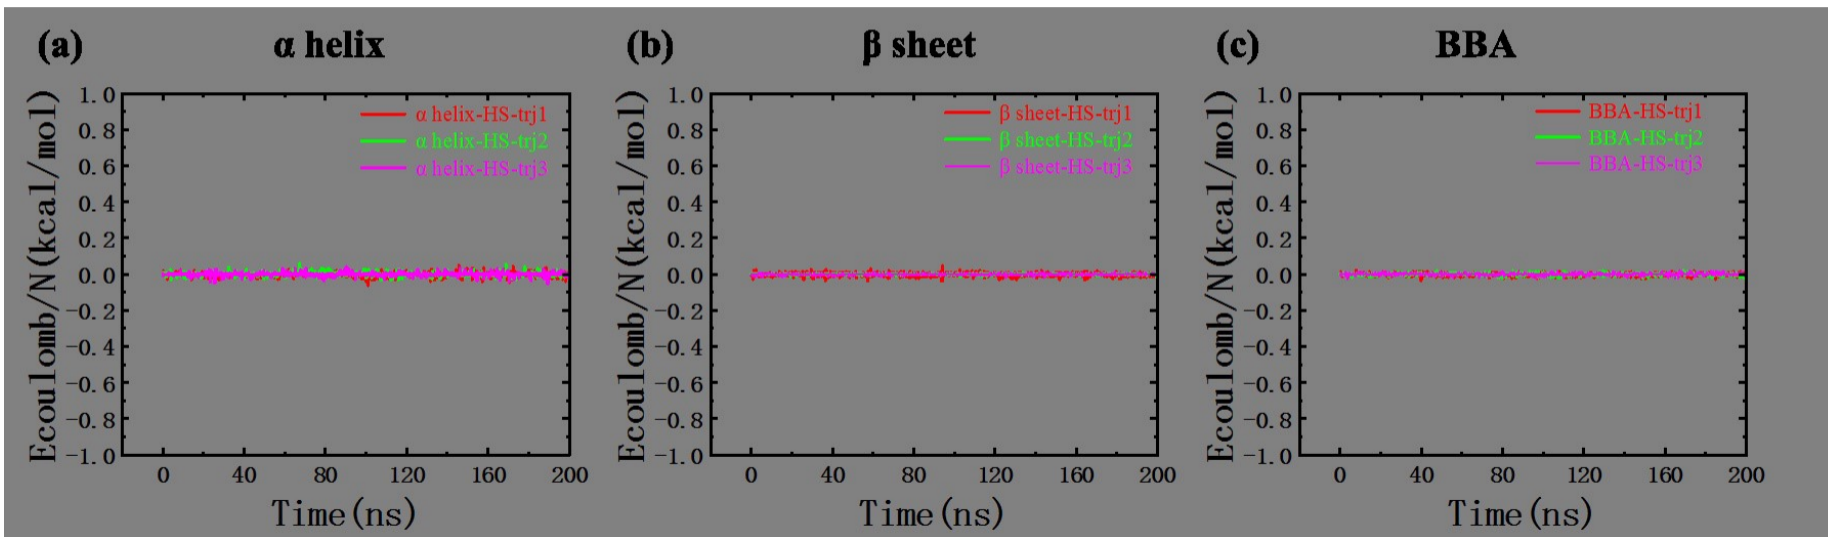 (a) α helix
Ecoulomb/N(kcal/mol)
1.0
0.8
0.6
0.4
0.2
0.0
-0.2
-0.4
-0.6
-0.8
-1.0
α helix-HS-trj1
α helix-HS-trj2
α helix-HS-trj3
0 40 80 120 160 200
Time(ns)
(b) β sheet
Ecoulomb/N(kcal/mol)
1.0
0.8
0.6
0.4
0.2
0.0
-0.2
-0.4
-0.6
-0.8
-1.0
β sheet-HS-trj1
β sheet-HS-trj2
β sheet-HS-trj3
0 40 80 120 160 200
Time(ns)
(c) BBA
Ecoulomb/N(kcal/mol)
1.0
0.8
0.6
0.4
0.2
0.0
-0.2
-0.4
-0.6
-0.8
-1.0
BBA-HS-trj1
BBA-HS-trj2
BBA-HS-trj3
0 40 80 120 160 200
Time(ns)